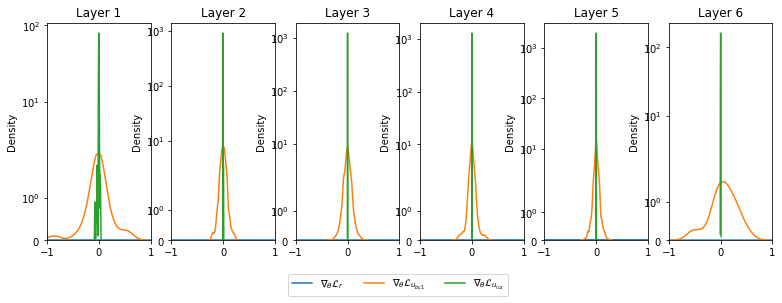 Layer 1 Layer 2 Layer 3 Layer 4 Layer 5 Layer 6
Density Density Density Density Density Density
10² 10³ 10³ 10³ 10³ 10²
10¹ 10² 10² 10² 10² 10¹
10⁰ 10¹ 10¹ 10¹ 10¹ 10⁰
10⁰ 10⁰ 10⁰ 10⁰
0 0 0 0 0 0
−1 0 1 −1 0 1 −1 0 1 −1 0 1 −1 0 1 −1 0 1
∇θℒr ∇θℒu_bc1 ∇θℒu_ics